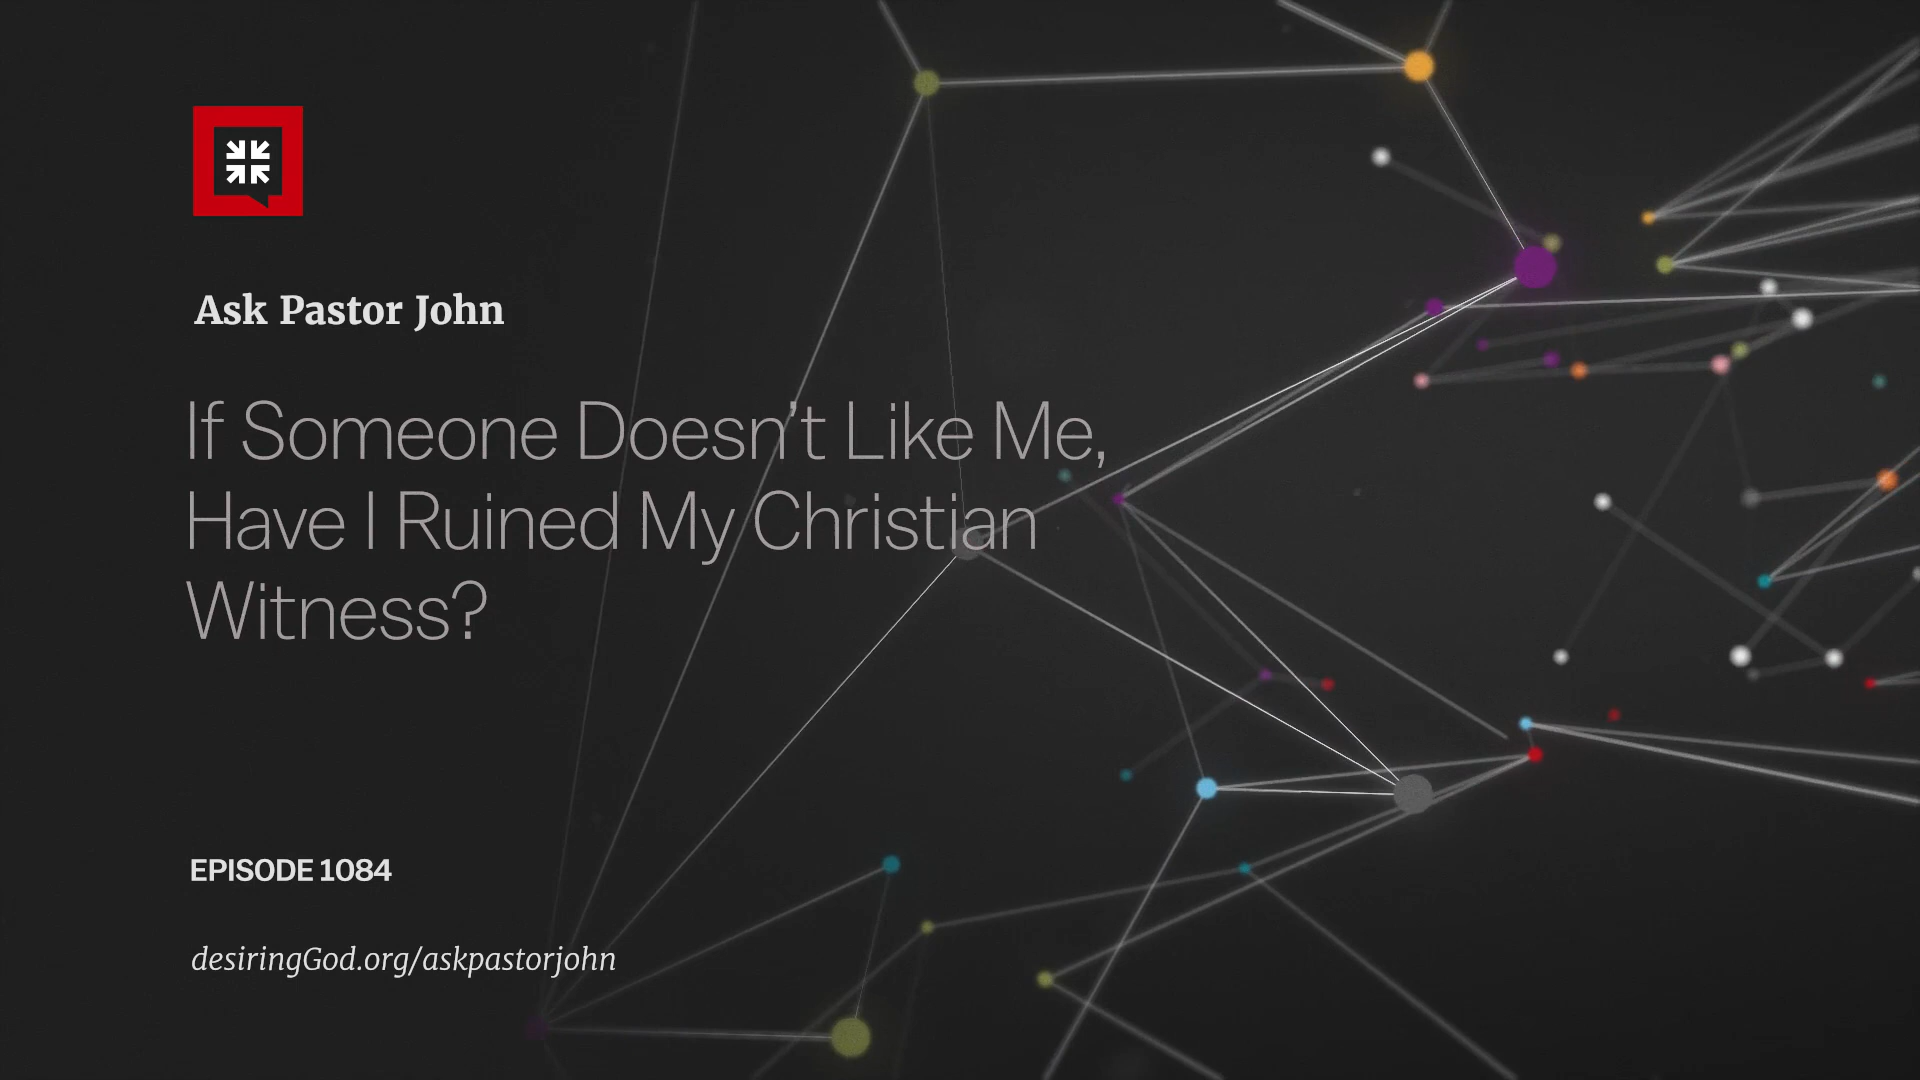 Ask Pastor John
If Someone Doesn’t Like Me,
Have I Ruined My Christian
Witness?
EPISODE 1084
desiringGod.org/askpastorjohn